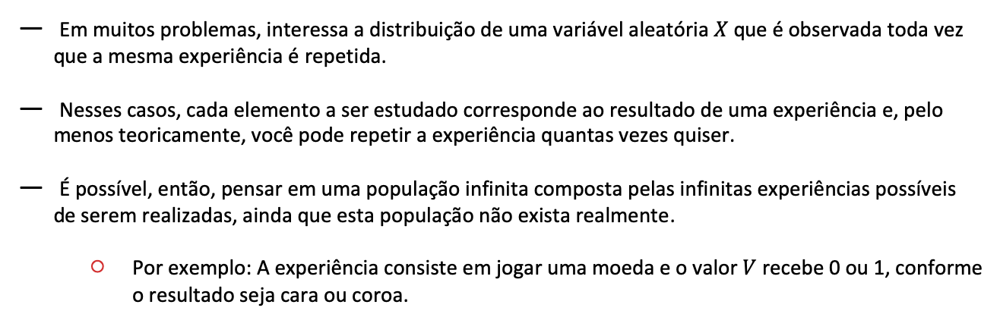 — Em muitos problemas, interessa a distribuição de uma variável aleatória X que é observada toda vez
que a mesma experiência é repetida.
— Nesses casos, cada elemento a ser estudado corresponde ao resultado de uma experiência e, pelo
menos teoricamente, você pode repetir a experiência quantas vezes quiser.
— É possível, então, pensar em uma população infinita composta pelas infinitas experiências possíveis
de serem realizadas, ainda que esta população não exista realmente.
○ Por exemplo: A experiência consiste em jogar uma moeda e o valor V recebe 0 ou 1, conforme
o resultado seja cara ou coroa.